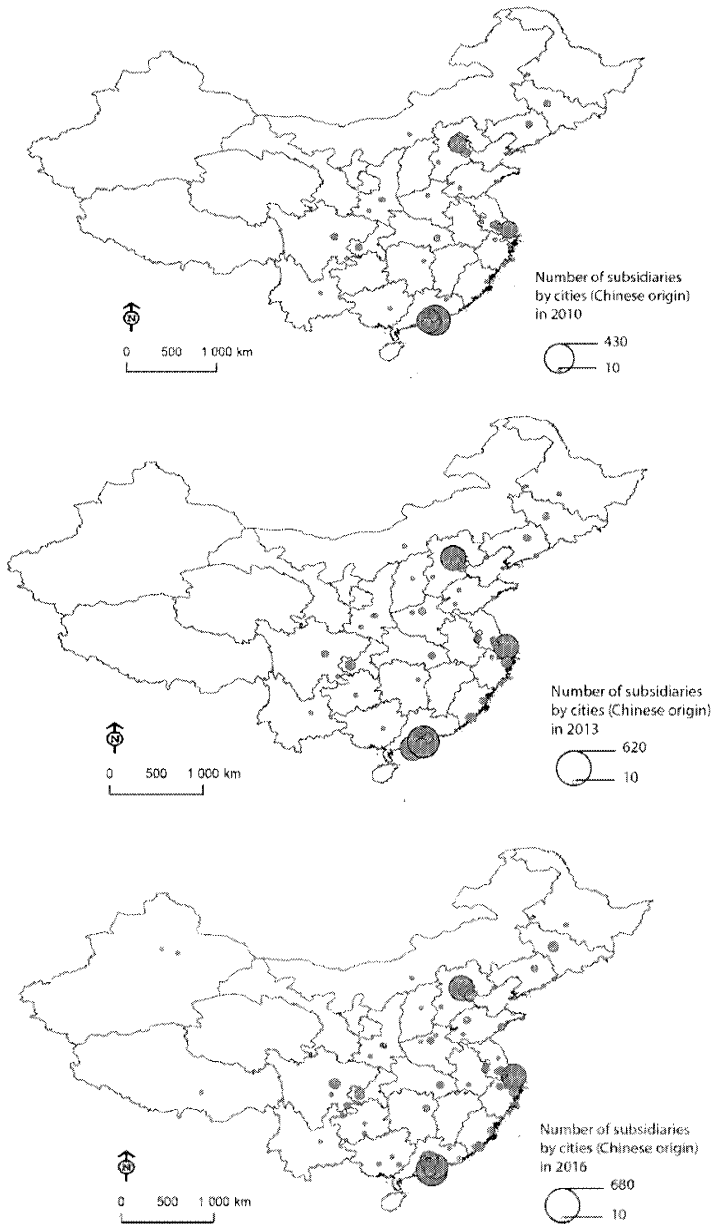 Number of subsidiaries
by cities (Chinese origin)
in 2010
N
430
10
0 500 1 000 km
Number of subsidiaries
by cities (Chinese origin)
in 2013
N
620
10
0 500 1 000 km
Number of subsidiaries
by cities (Chinese origin)
in 2016
N
680
10
0 500 1 000 km